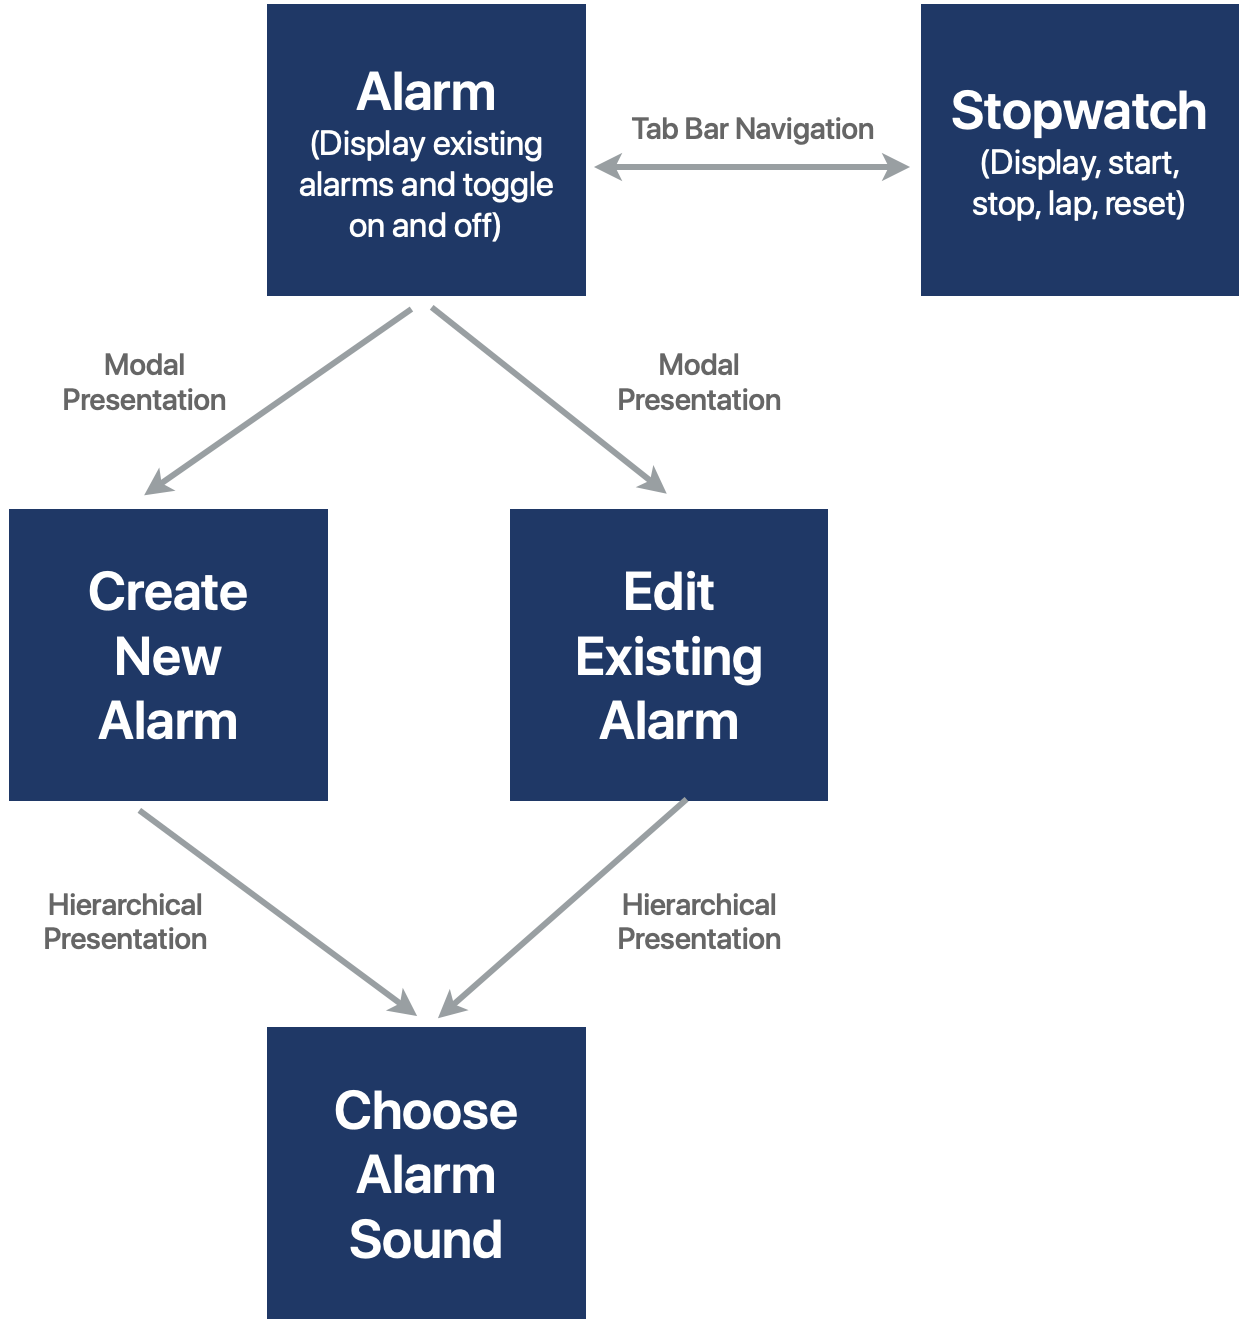 Alarm
(Display existing
alarms and toggle
on and off)
Tab Bar Navigation
Stopwatch
(Display, start,
stop, lap, reset)
Modal
Presentation
Modal
Presentation
Create
New
Alarm
Edit
Existing
Alarm
Hierarchical
Presentation
Hierarchical
Presentation
Choose
Alarm
Sound